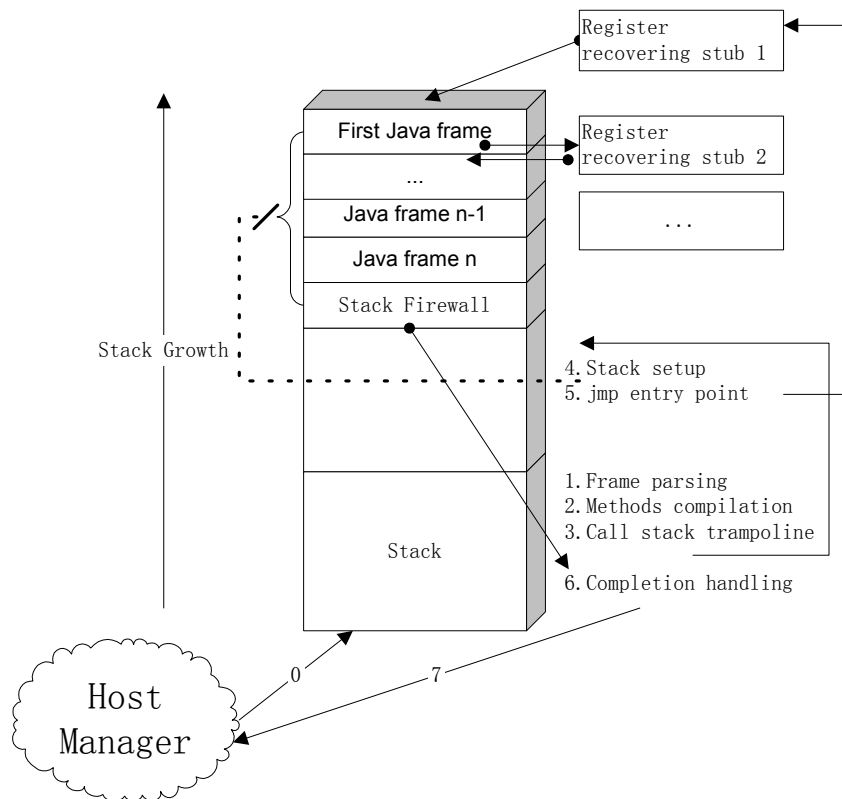 Register
recovering stub 1
First Java frame
Register
recovering stub 2
...
Java frame n-1
...
Java frame n
Stack Firewall
Stack Growth
4.Stack setup
5.jmp entry point
1.Frame parsing
2.Methods compilation
3.Call stack trampoline
Stack
6.Completion handling
0
7
Host
Manager